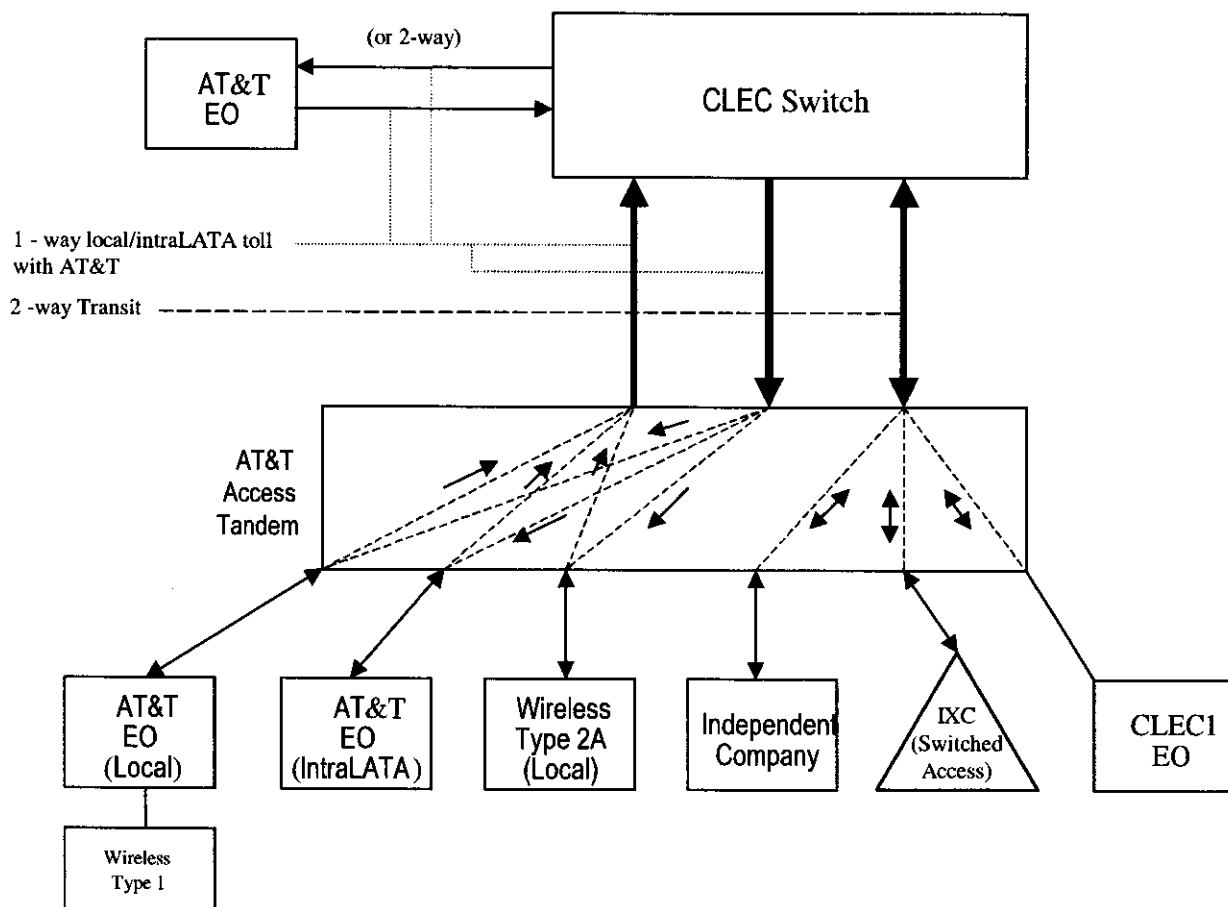 (or 2-way)
AT&T
EO
CLEC Switch
1 - way local/intraLATA toll
with AT&T
2 -way Transit
AT&T
Access
Tandem
AT&T
EO
(Local)
AT&T
EO
(IntraLATA)
Wireless
Type 2A
(Local)
Independent
Company
IXC
(Switched
Access)
CLEC1
EO
Wireless
Type 1